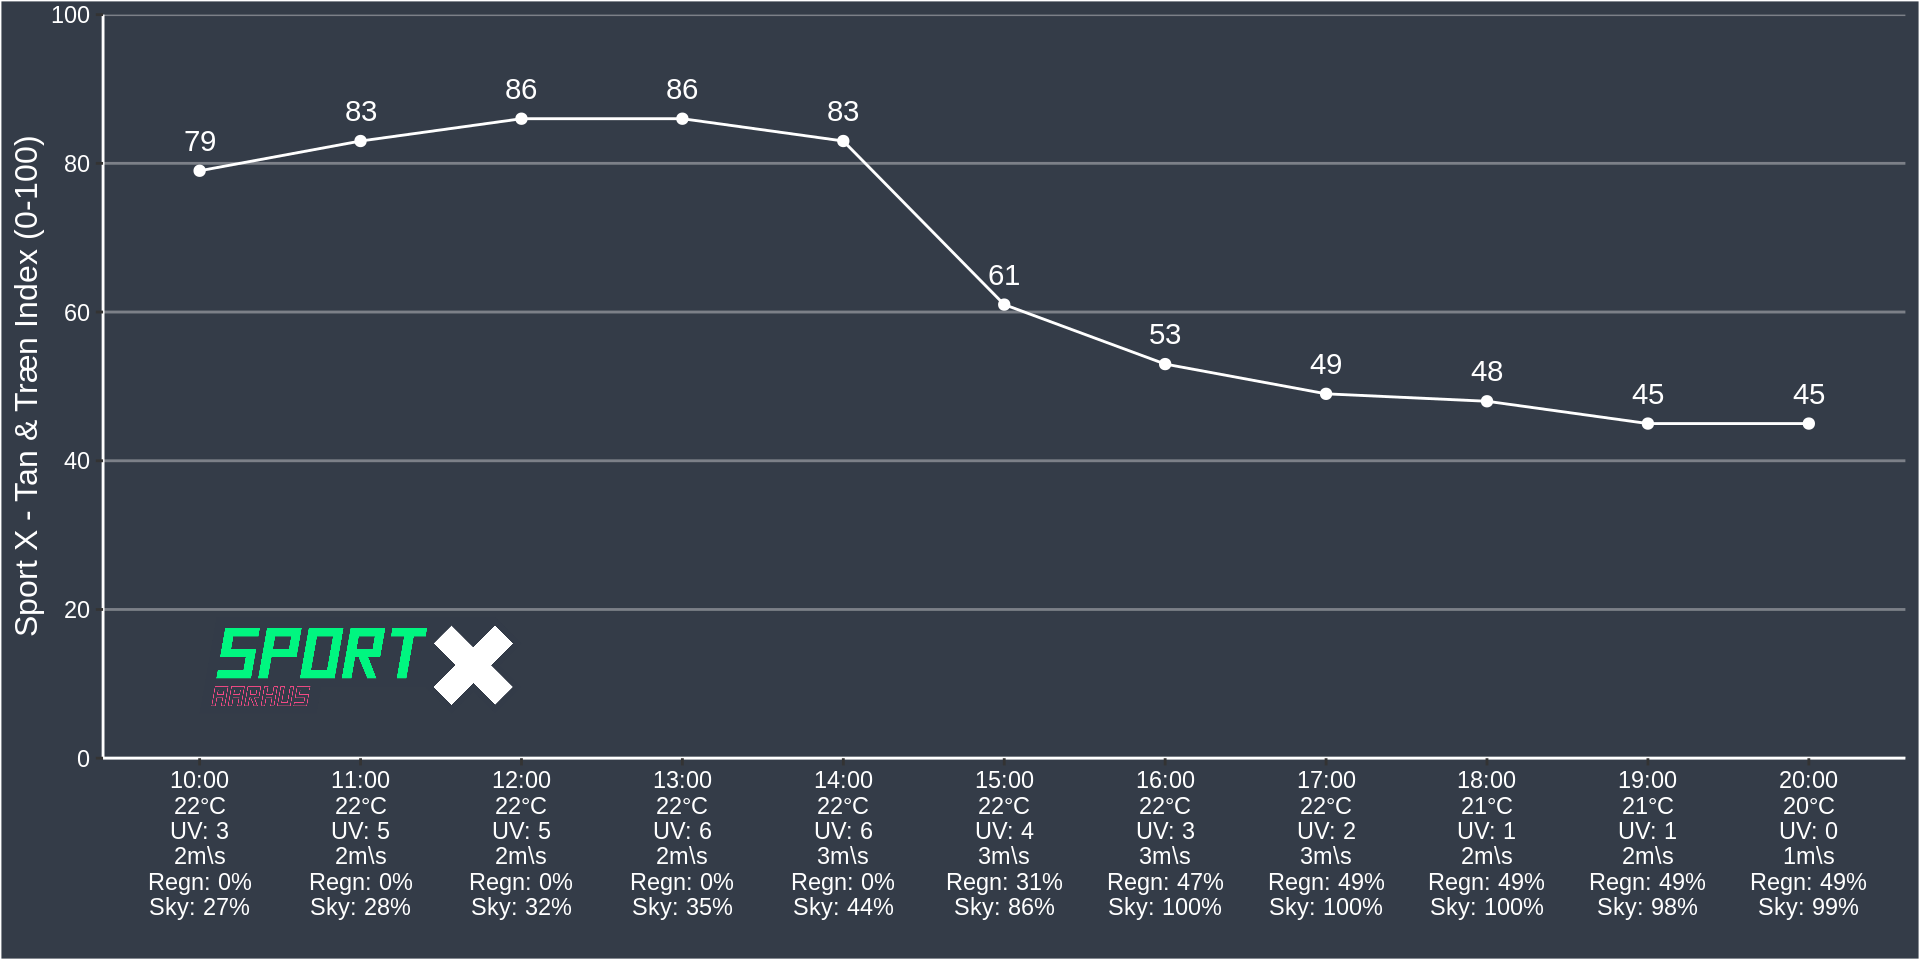 Sport X - Tan & Træn Index (0-100)
100
80
60
40
20
0
79
83
86
86
83
61
53
49
48
45
45
SPORT X
AARHUS
10:00 11:00 12:00 13:00 14:00 15:00 16:00 17:00 18:00 19:00 20:00
22°C 22°C 22°C 22°C 22°C 22°C 22°C 22°C 21°C 21°C 20°C
UV: 3 UV: 5 UV: 5 UV: 6 UV: 6 UV: 4 UV: 3 UV: 2 UV: 1 UV: 1 UV: 0
2m\s 2m\s 2m\s 2m\s 3m\s 3m\s 3m\s 3m\s 2m\s 2m\s 1m\s
Regn: 0% Regn: 0% Regn: 0% Regn: 0% Regn: 0% Regn: 31% Regn: 47% Regn: 49% Regn: 49% Regn: 49% Regn: 49%
Sky: 27% Sky: 28% Sky: 32% Sky: 35% Sky: 44% Sky: 86% Sky: 100% Sky: 100% Sky: 100% Sky: 98% Sky: 99%